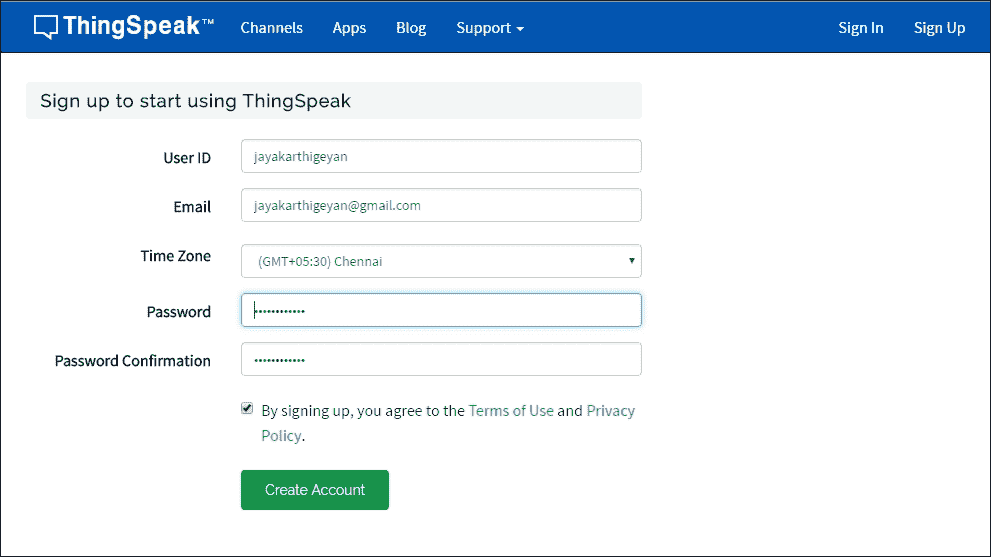 ThingSpeak™ Channels Apps Blog Support Sign In Sign Up
Sign up to start using ThingSpeak
User ID jayakarthigeyan
Email jayakarthigeyan@gmail.com
Time Zone (GMT+05:30) Chennai
Password ••••••••••••
Password Confirmation ••••••••••••
By signing up, you agree to the Terms of Use and Privacy
Policy.
Create Account